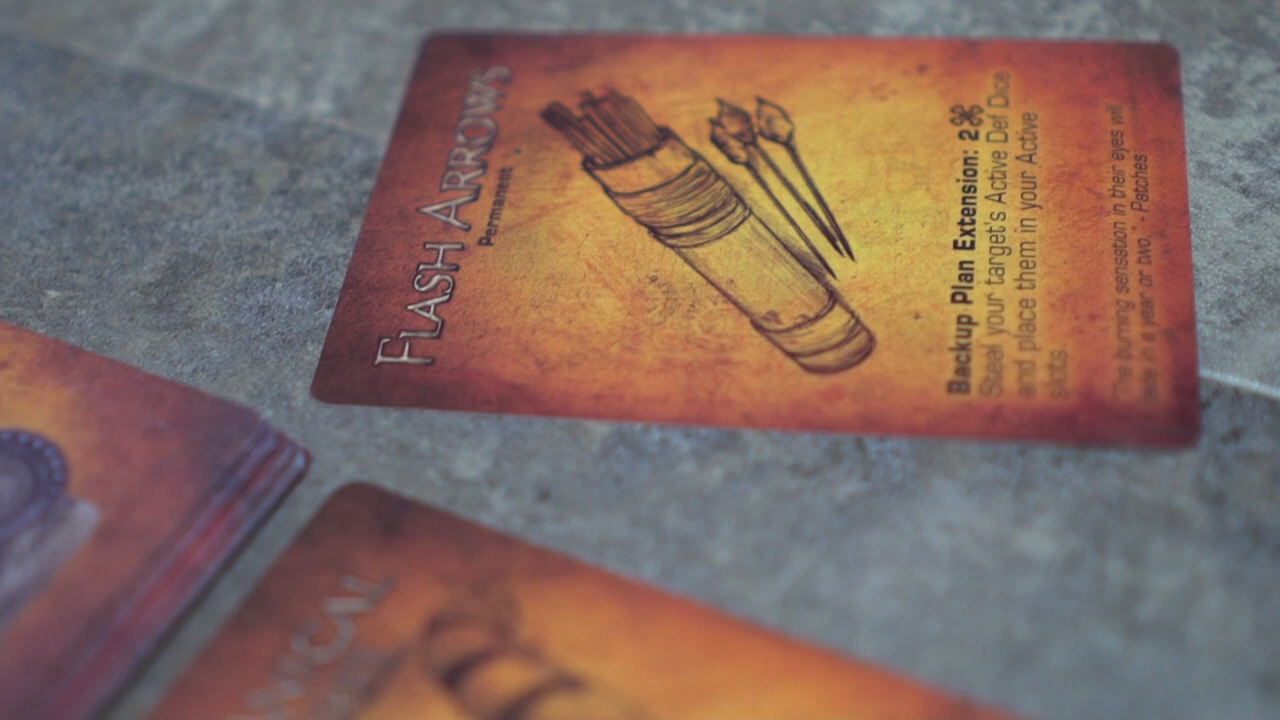 FLASH ARROWS
Permanent
Backup Plan Extension: 2
Steal your target's Active Def Dice
and place them in your Active
slots.
"The burning sensation in their eyes will
in a year or two." - Patches
NICAL